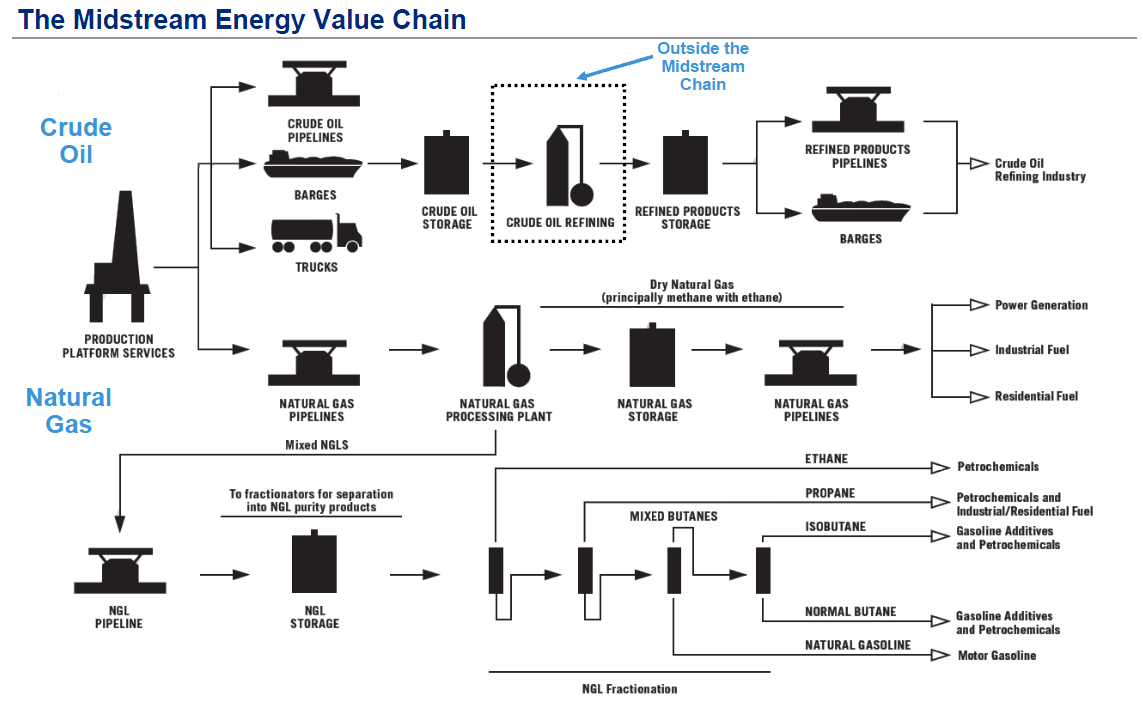 The Midstream Energy Value Chain
Outside the
Midstream
Chain
Crude
Oil
CRUDE OIL
PIPELINES
BARGES
TRUCKS
CRUDE OIL
STORAGE
CRUDE OIL REFINING
REFINED PRODUCTS
STORAGE
REFINED PRODUCTS
PIPELINES
BARGES
Crude Oil
Refining Industry
PRODUCTION
PLATFORM SERVICES
Natural
Gas
NATURAL GAS
PIPELINES
NATURAL GAS
PROCESSING PLANT
Dry Natural Gas
(principally methane with ethane)
NATURAL GAS
STORAGE
NATURAL GAS
PIPELINES
Power Generation
Industrial Fuel
Residential Fuel
Mixed NGLS
To fractionators for separation
into NGL purity products
NGL
PIPELINE
NGL
STORAGE
ETHANE
Petrochemicals
PROPANE
Petrochemicals and
Industrial/Residential Fuel
MIXED BUTANES
ISOBUTANE
Gasoline Additives
and Petrochemicals
NORMAL BUTANE
Gasoline Additives
and Petrochemicals
NATURAL GASOLINE
Motor Gasoline
NGL Fractionation